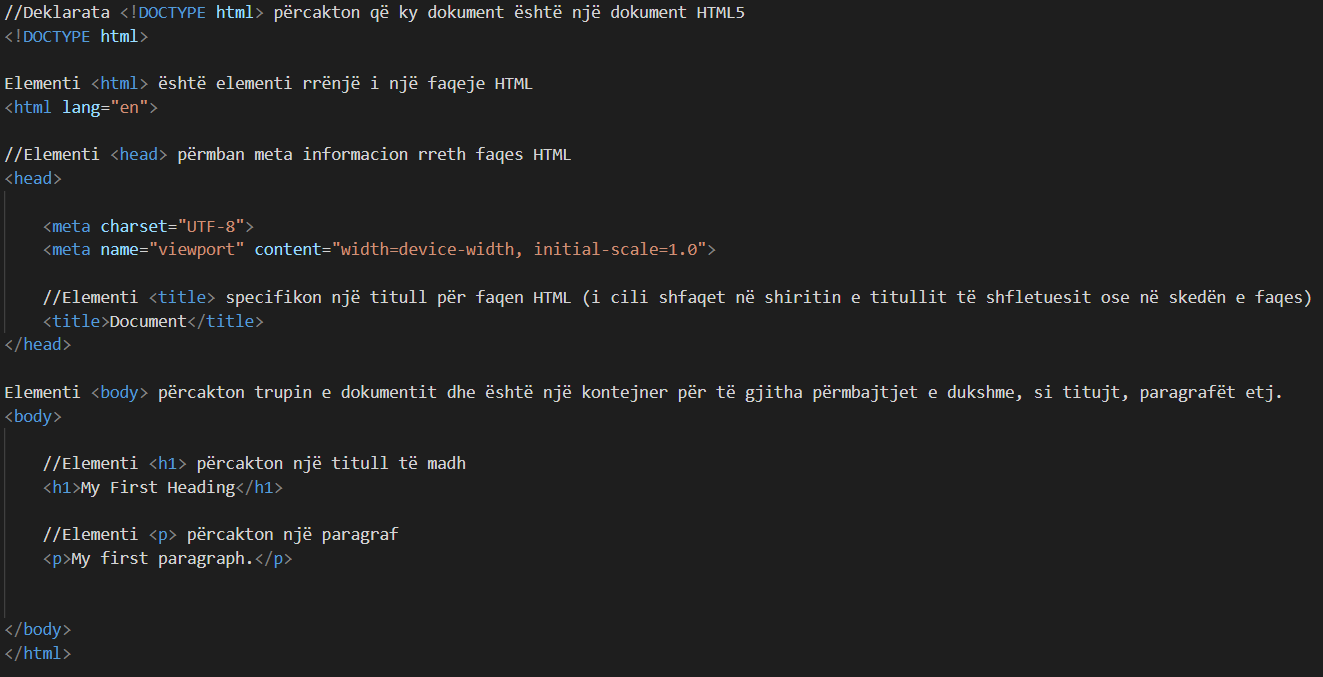 //Deklarata <!DOCTYPE html> përcakton që ky dokument është një dokument HTML5
<!DOCTYPE html>
Elementi <html> është elementi rrënjë i një faqeje HTML
<html lang="en">
//Elementi <head> përmban meta informacion rreth faqes HTML
<head>
<meta charset="UTF-8">
<meta name="viewport" content="width=device-width, initial-scale=1.0">
//Elementi <title> specifikon një titull për faqen HTML (i cili shfaqet në shiritin e titullit të shfletuesit ose në skedën e faqes)
<title>Document</title>
</head>
Elementi <body> përcakton trupin e dokumentit dhe është një kontejner për të gjitha përmbajtjet e dukshme, si titujt, paragrafët etj.
<body>
//Elementi <h1> përcakton një titull të madh
<h1>My First Heading</h1>
//Elementi <p> përcakton një paragraf
<p>My first paragraph.</p>
</body>
</html>